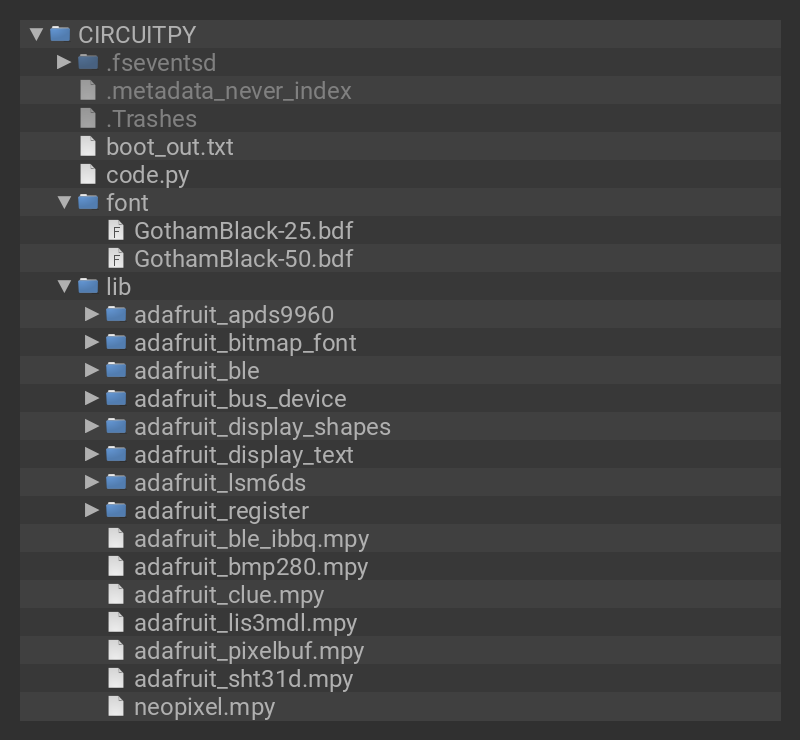 CIRCUITPY
.fseventsd
.metadata_never_index
.Trashes
boot_out.txt
code.py
font
GothamBlack-25.bdf
GothamBlack-50.bdf
lib
adafruit_apds9960
adafruit_bitmap_font
adafruit_ble
adafruit_bus_device
adafruit_display_shapes
adafruit_display_text
adafruit_lsm6ds
adafruit_register
adafruit_ble_ibbq.mpy
adafruit_bmp280.mpy
adafruit_clue.mpy
adafruit_lis3mdl.mpy
adafruit_pixelbuf.mpy
adafruit_sht31d.mpy
neopixel.mpy